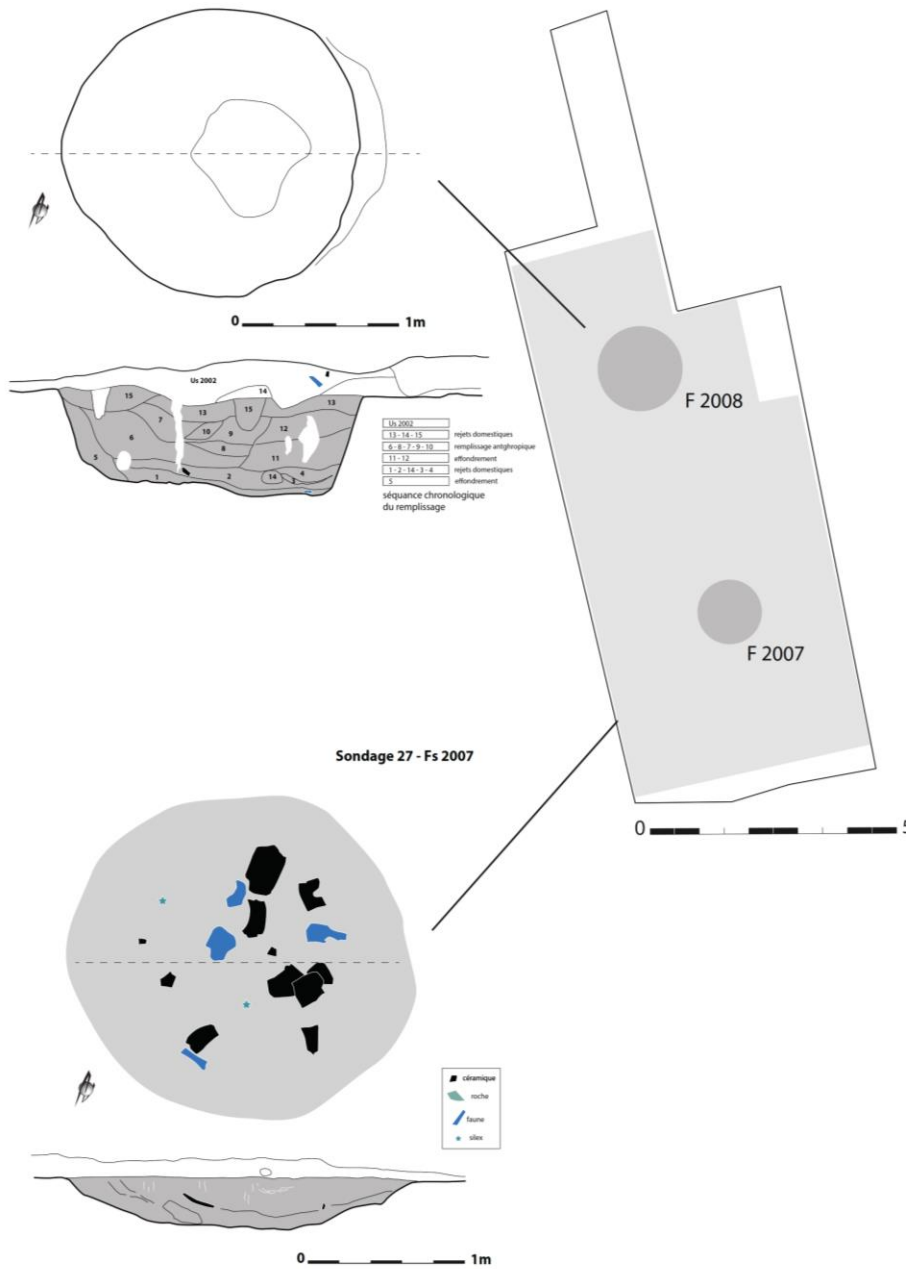 0 1m
Us 2002
15
14
13
7
13
15
10
9
12
6
8
11
5
1
2
14
4
3
Us 2002
13 - 14 - 15 rejets domestiques
6 - 8 - 7 - 9 - 10 remplissage antghropique
11 - 12 effondrement
1 - 2 - 14 - 3 - 4 rejets domestiques
5 effondrement
séquance chronologique
du remplissage
F 2008
F 2007
0 5
Sondage 27 - Fs 2007
céramique
roche
faune
silex
0 1m